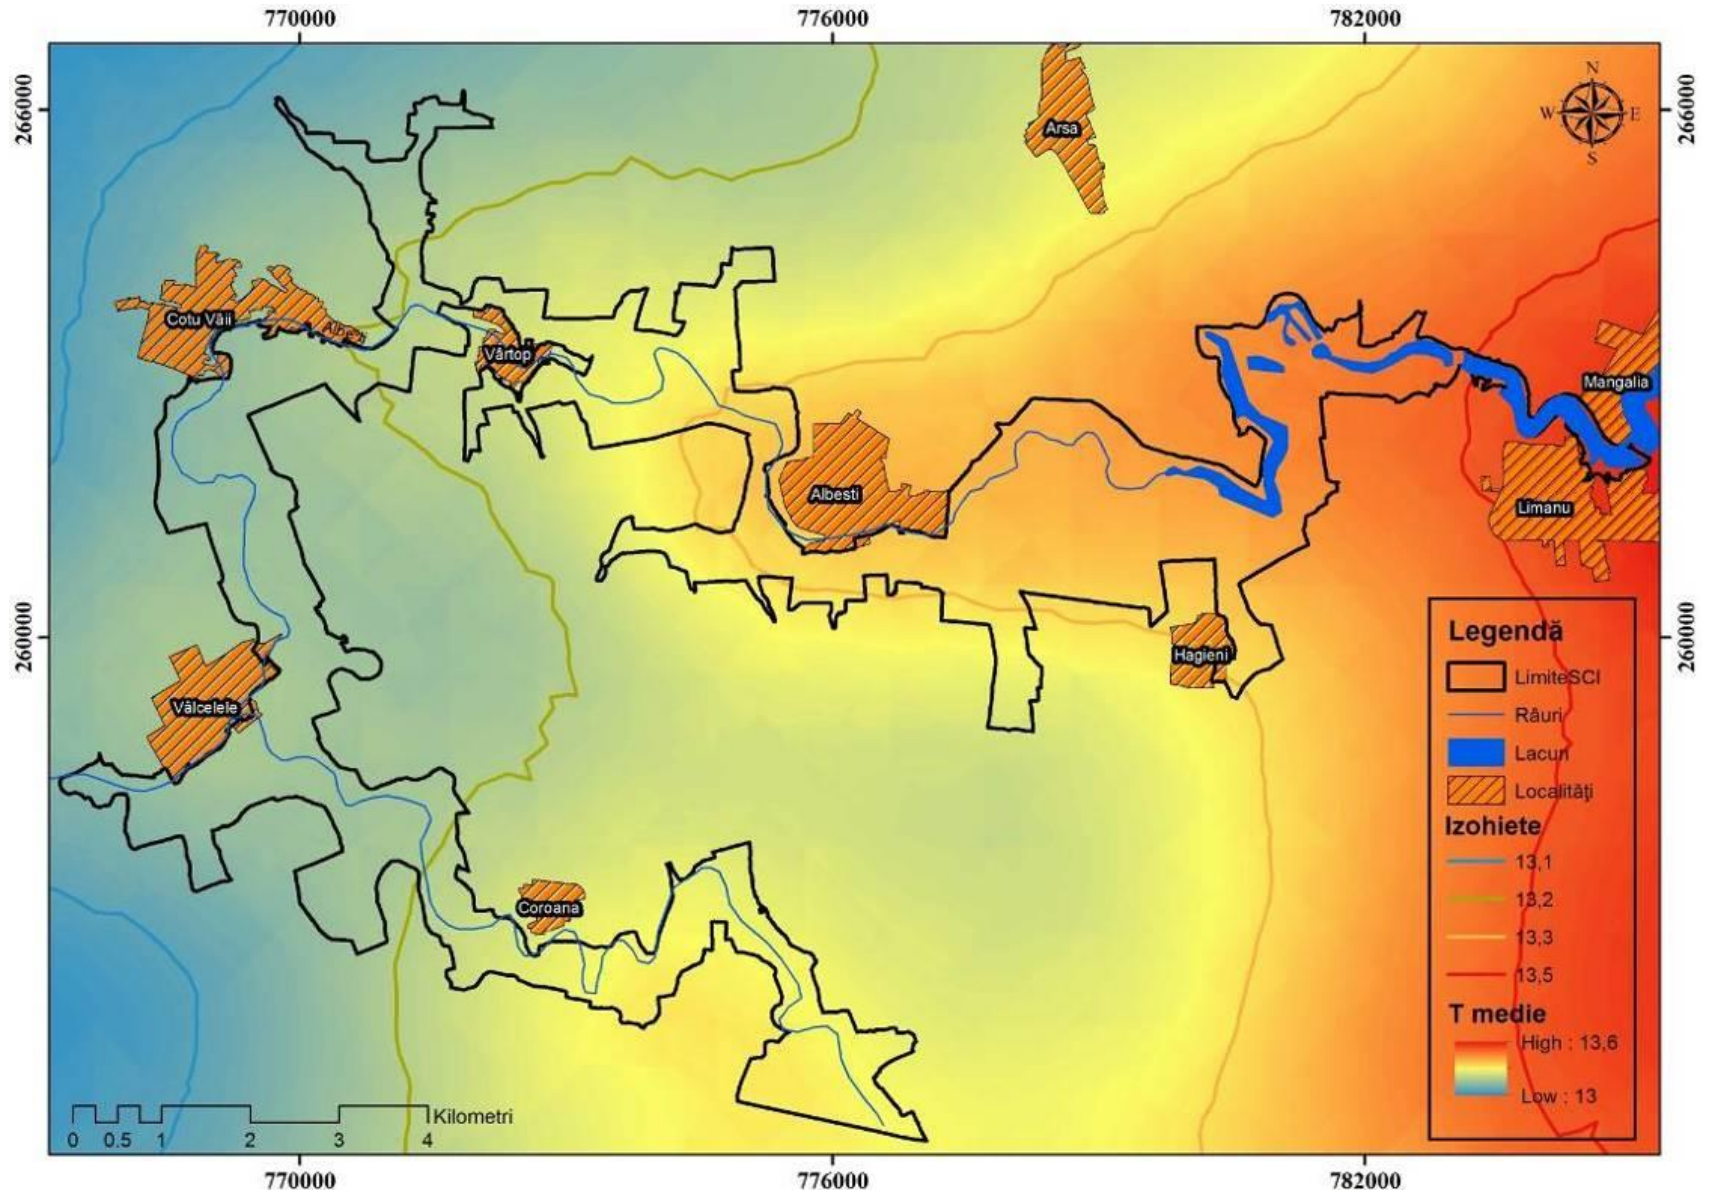 770000 776000 782000
266000 266000
N
W E
S
Arsa
Cotu Văii
Vârtop
Mangalia
Albesti
Limanu
260000 260000
Hagieni
Vâlcelele
Coroana
Legendă
LimiteSCI
Râuri
Lacuri
Localităţi
Izohiete
13,1
13,2
13,3
13,5
T medie
High : 13,6
Low : 13
Kilometri
0 0.5 1 2 3 4
770000 776000 782000